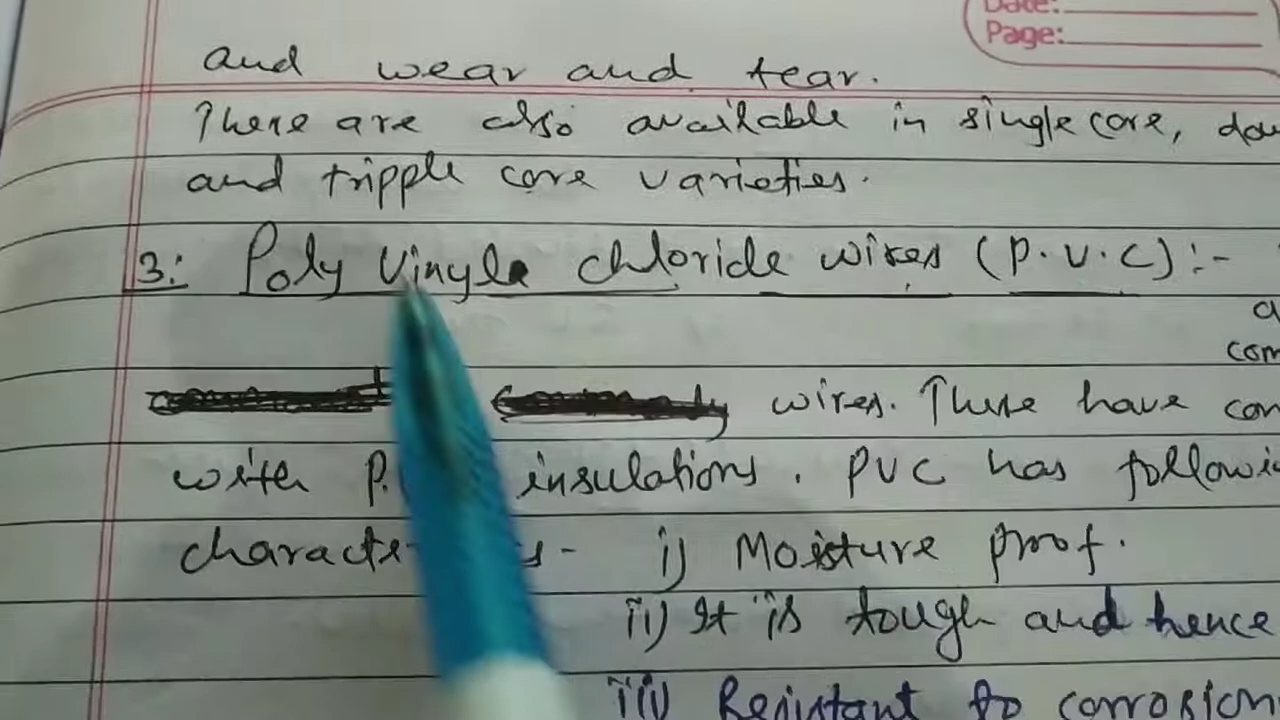 Date:
Page:
and wear and tear.
There are also available in single core, dou
and tripple core varieties.
3: Poly Vinyle chloride wires (P.V.C):-
a
com
wires. These have con
with P. insulations. PVC has followi
characte s- i) Moisture proof.
ii) It is tough and hence
iii) Resistant to corrosion